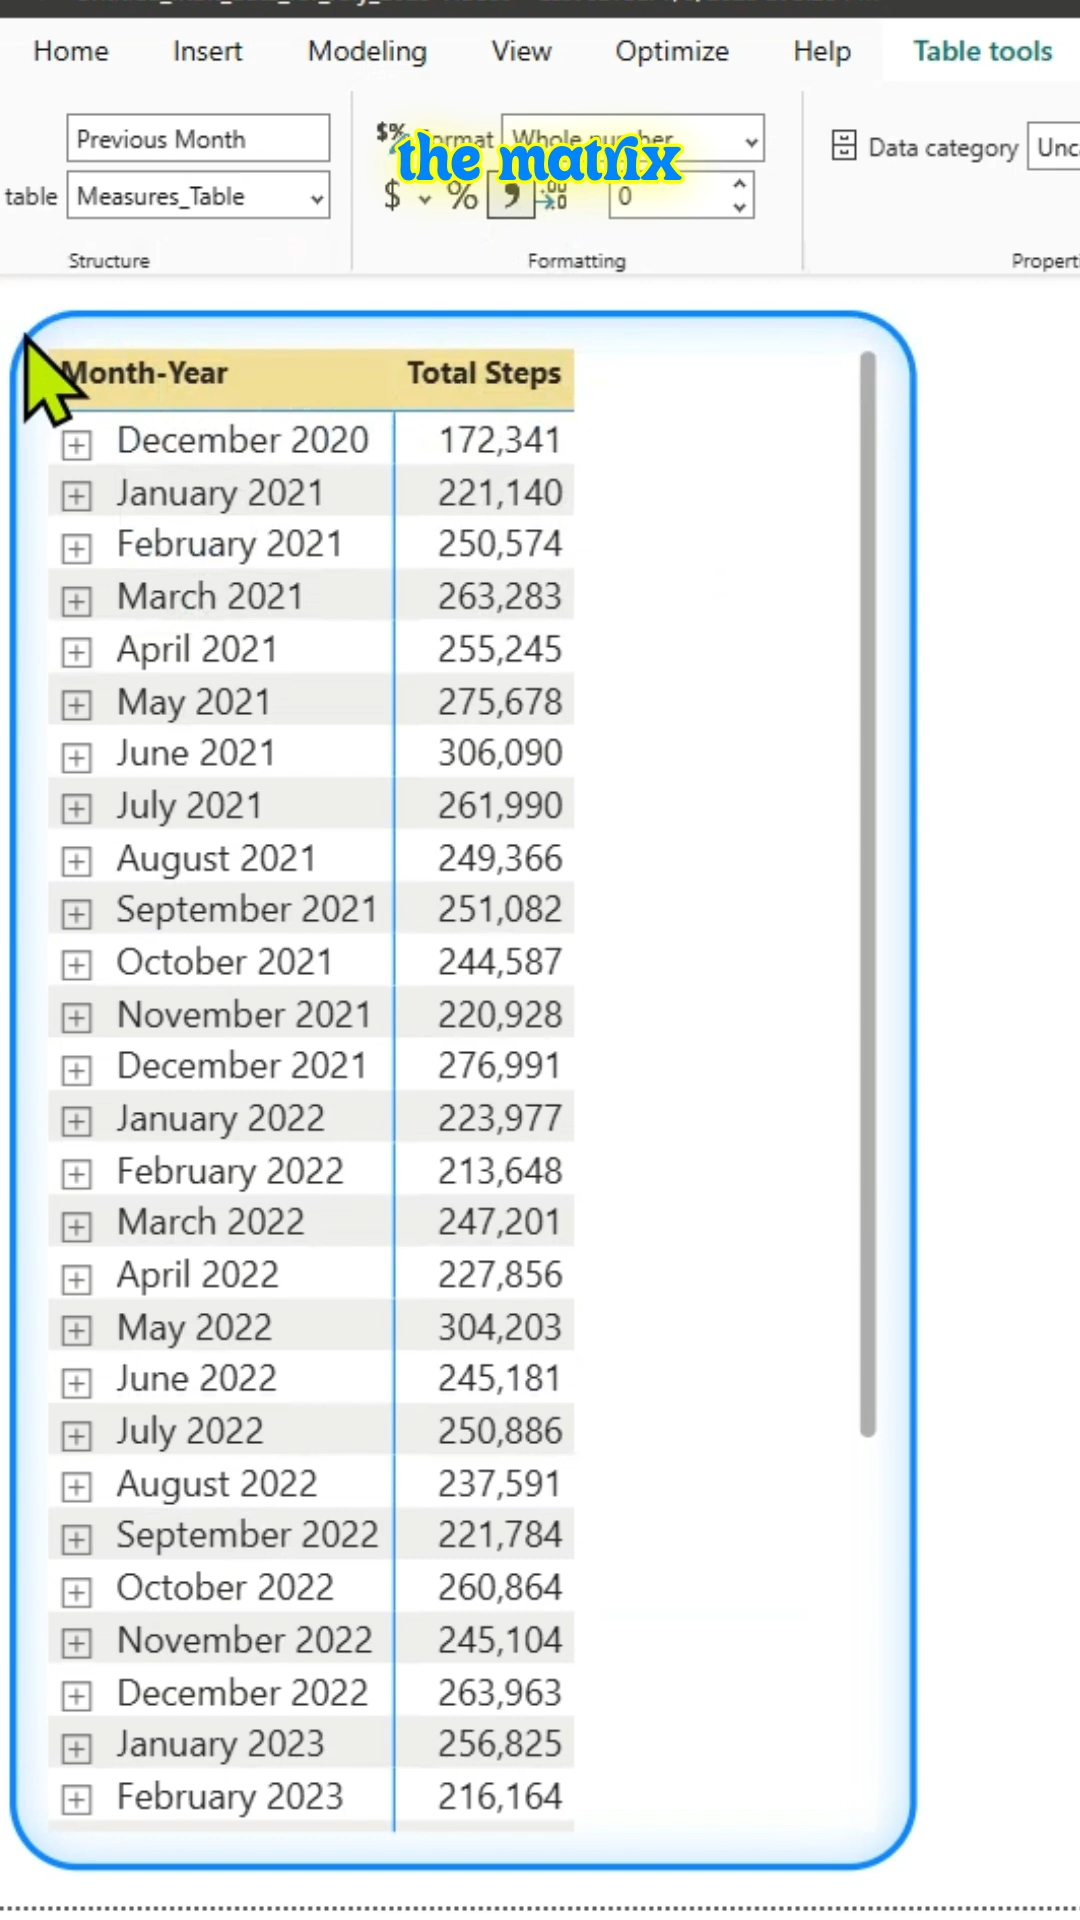 Home Insert Modeling View Optimize Help Table tools
Previous Month
$% Format Whole number
Data category
the matrix
table Measures_Table
$ % 0
Structure Formatting
Month-Year Total Steps
December 2020 172,341
January 2021 221,140
February 2021 250,574
March 2021 263,283
April 2021 255,245
May 2021 275,678
June 2021 306,090
July 2021 261,990
August 2021 249,366
September 2021 251,082
October 2021 244,587
November 2021 220,928
December 2021 276,991
January 2022 223,977
February 2022 213,648
March 2022 247,201
April 2022 227,856
May 2022 304,203
June 2022 245,181
July 2022 250,886
August 2022 237,591
September 2022 221,784
October 2022 260,864
November 2022 245,104
December 2022 263,963
January 2023 256,825
February 2023 216,164